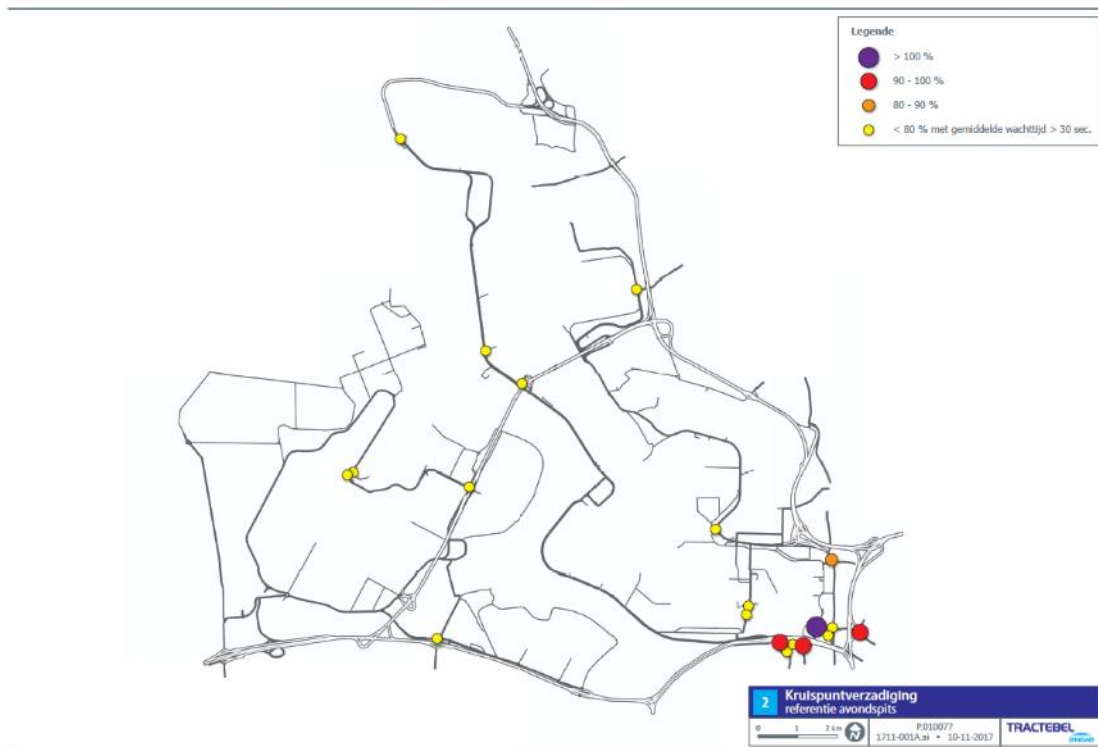 Legende
> 100 %
90 - 100 %
80 - 90 %
< 80 % met gemiddelde wachttijd > 30 sec.
2 Kruispuntverzadiging
referentie avondspits
0 1 2 km
P.010077
1711-001A.ai • 10-11-2017
TRACTEBEL
ENGIE